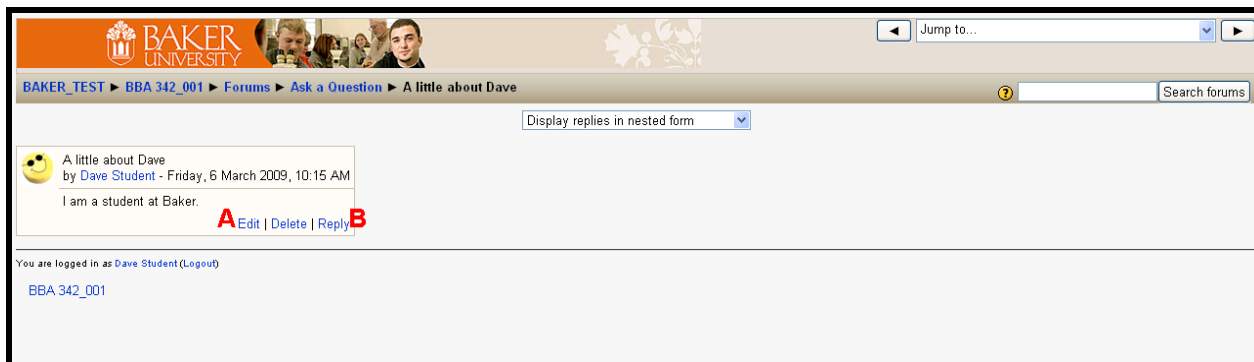 BAKER
UNIVERSITY
Jump to...
BAKER_TEST ► BBA 342_001 ► Forums ► Ask a Question ► A little about Dave
? Search forums
Display replies in nested form
A little about Dave
by Dave Student - Friday, 6 March 2009, 10:15 AM
I am a student at Baker.
A Edit | Delete | Reply B
You are logged in as Dave Student (Logout)
BBA 342_001